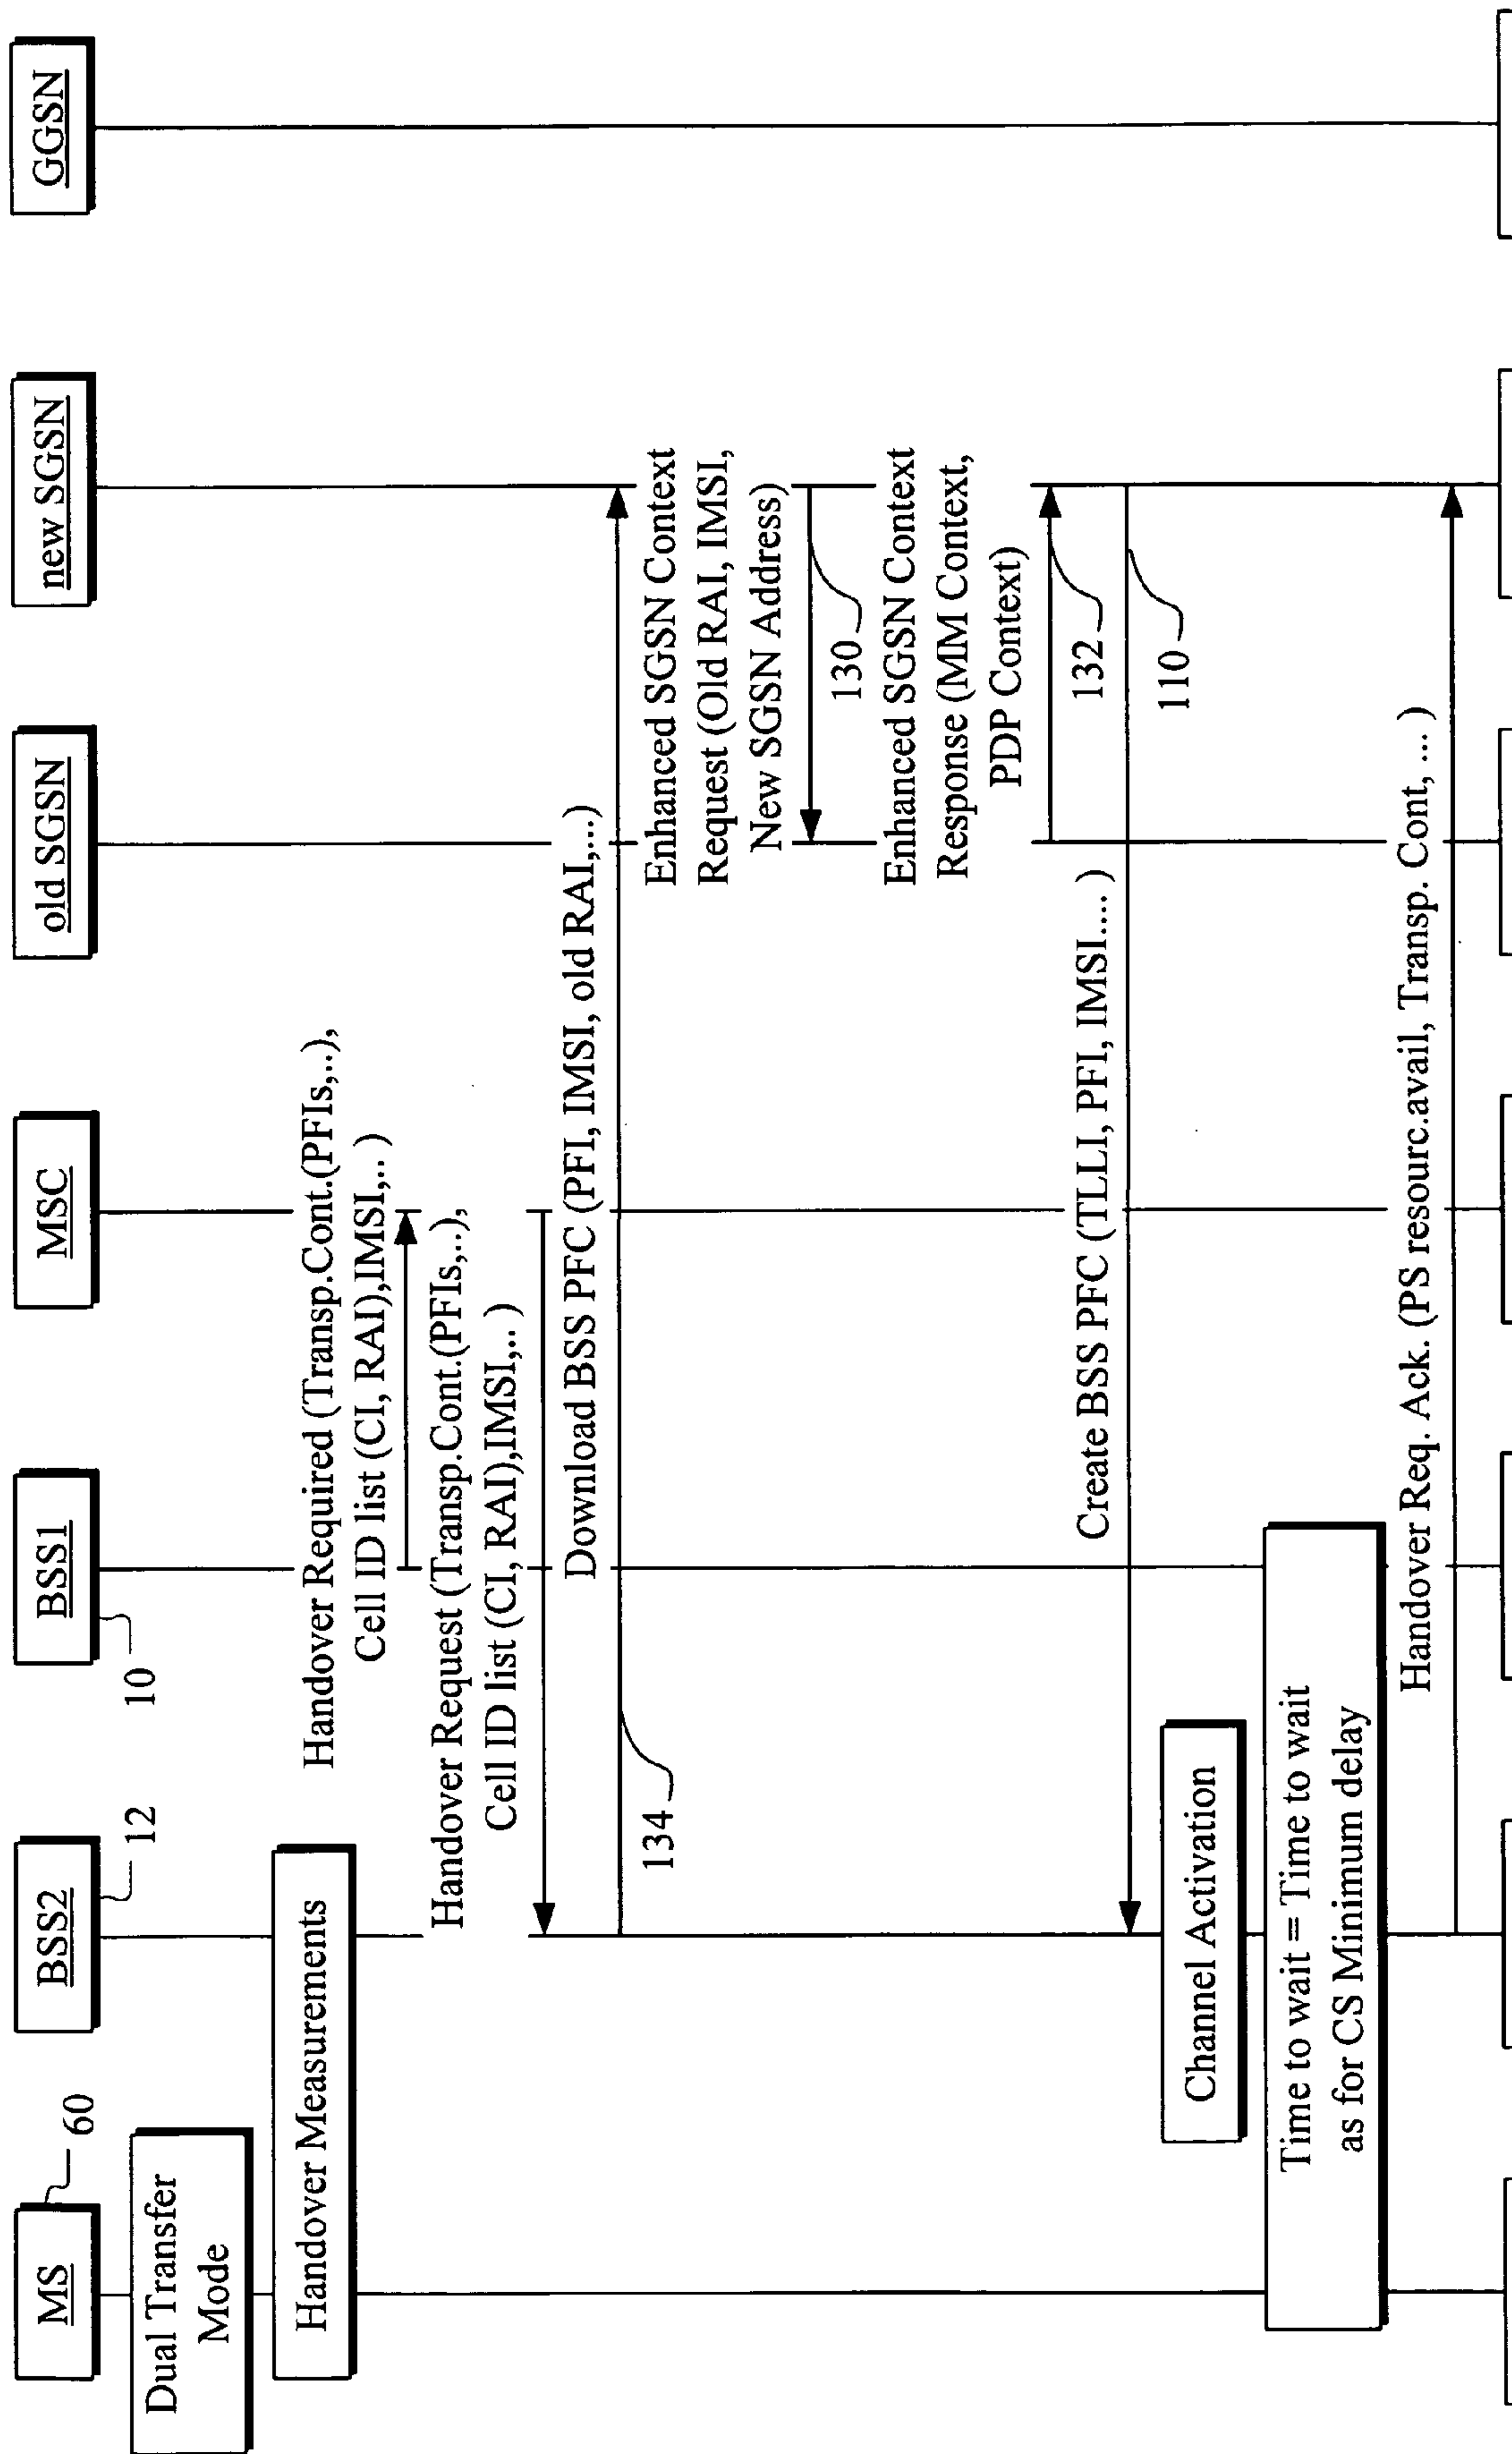 MS
60
BSS2
12
BSS1
10
MSC
old SGSN
new SGSN
GGSN
Dual Transfer
Mode
Handover Measurements
Handover Required (Transp.Cont.(PFIs,..),
Cell ID list (CI, RAI),IMSI,.. )
Handover Request (Transp.Cont.(PFIs,..),
Cell ID list (CI, RAI),IMSI,.. )
Download BSS PFC (PFI, IMSI, old RAI,...)
134
Enhanced SGSN Context
Request (Old RAI, IMSI,
New SGSN Address)
130
Enhanced SGSN Context
Response (MM Context,
PDP Context)
132
Create BSS PFC (TLLI, PFI, IMSI.... )
110
Channel Activation
Time to wait = Time to wait
as for CS Minimum delay
Handover Req. Ack. (PS resourc.avail, Transp. Cont, ... )